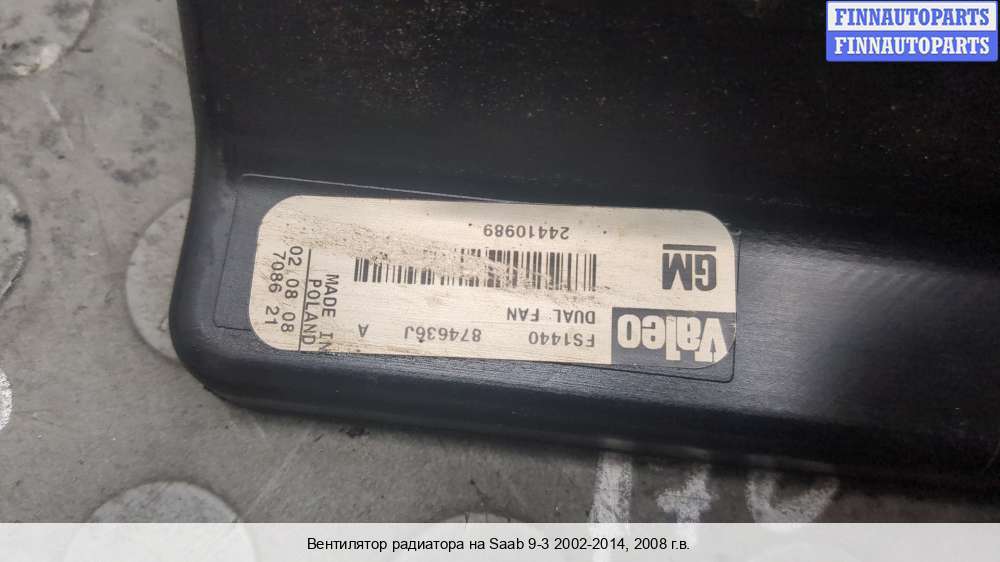 FINNAUTOPARTS
FINNAUTOPARTS
Valeo
GM
FS1440
DUAL FAN
874636J A
24410989
MADE IN
POLAND
02 08 08
7086 21
Вентилятор радиатора на Saab 9-3 2002-2014, 2008 г.в.